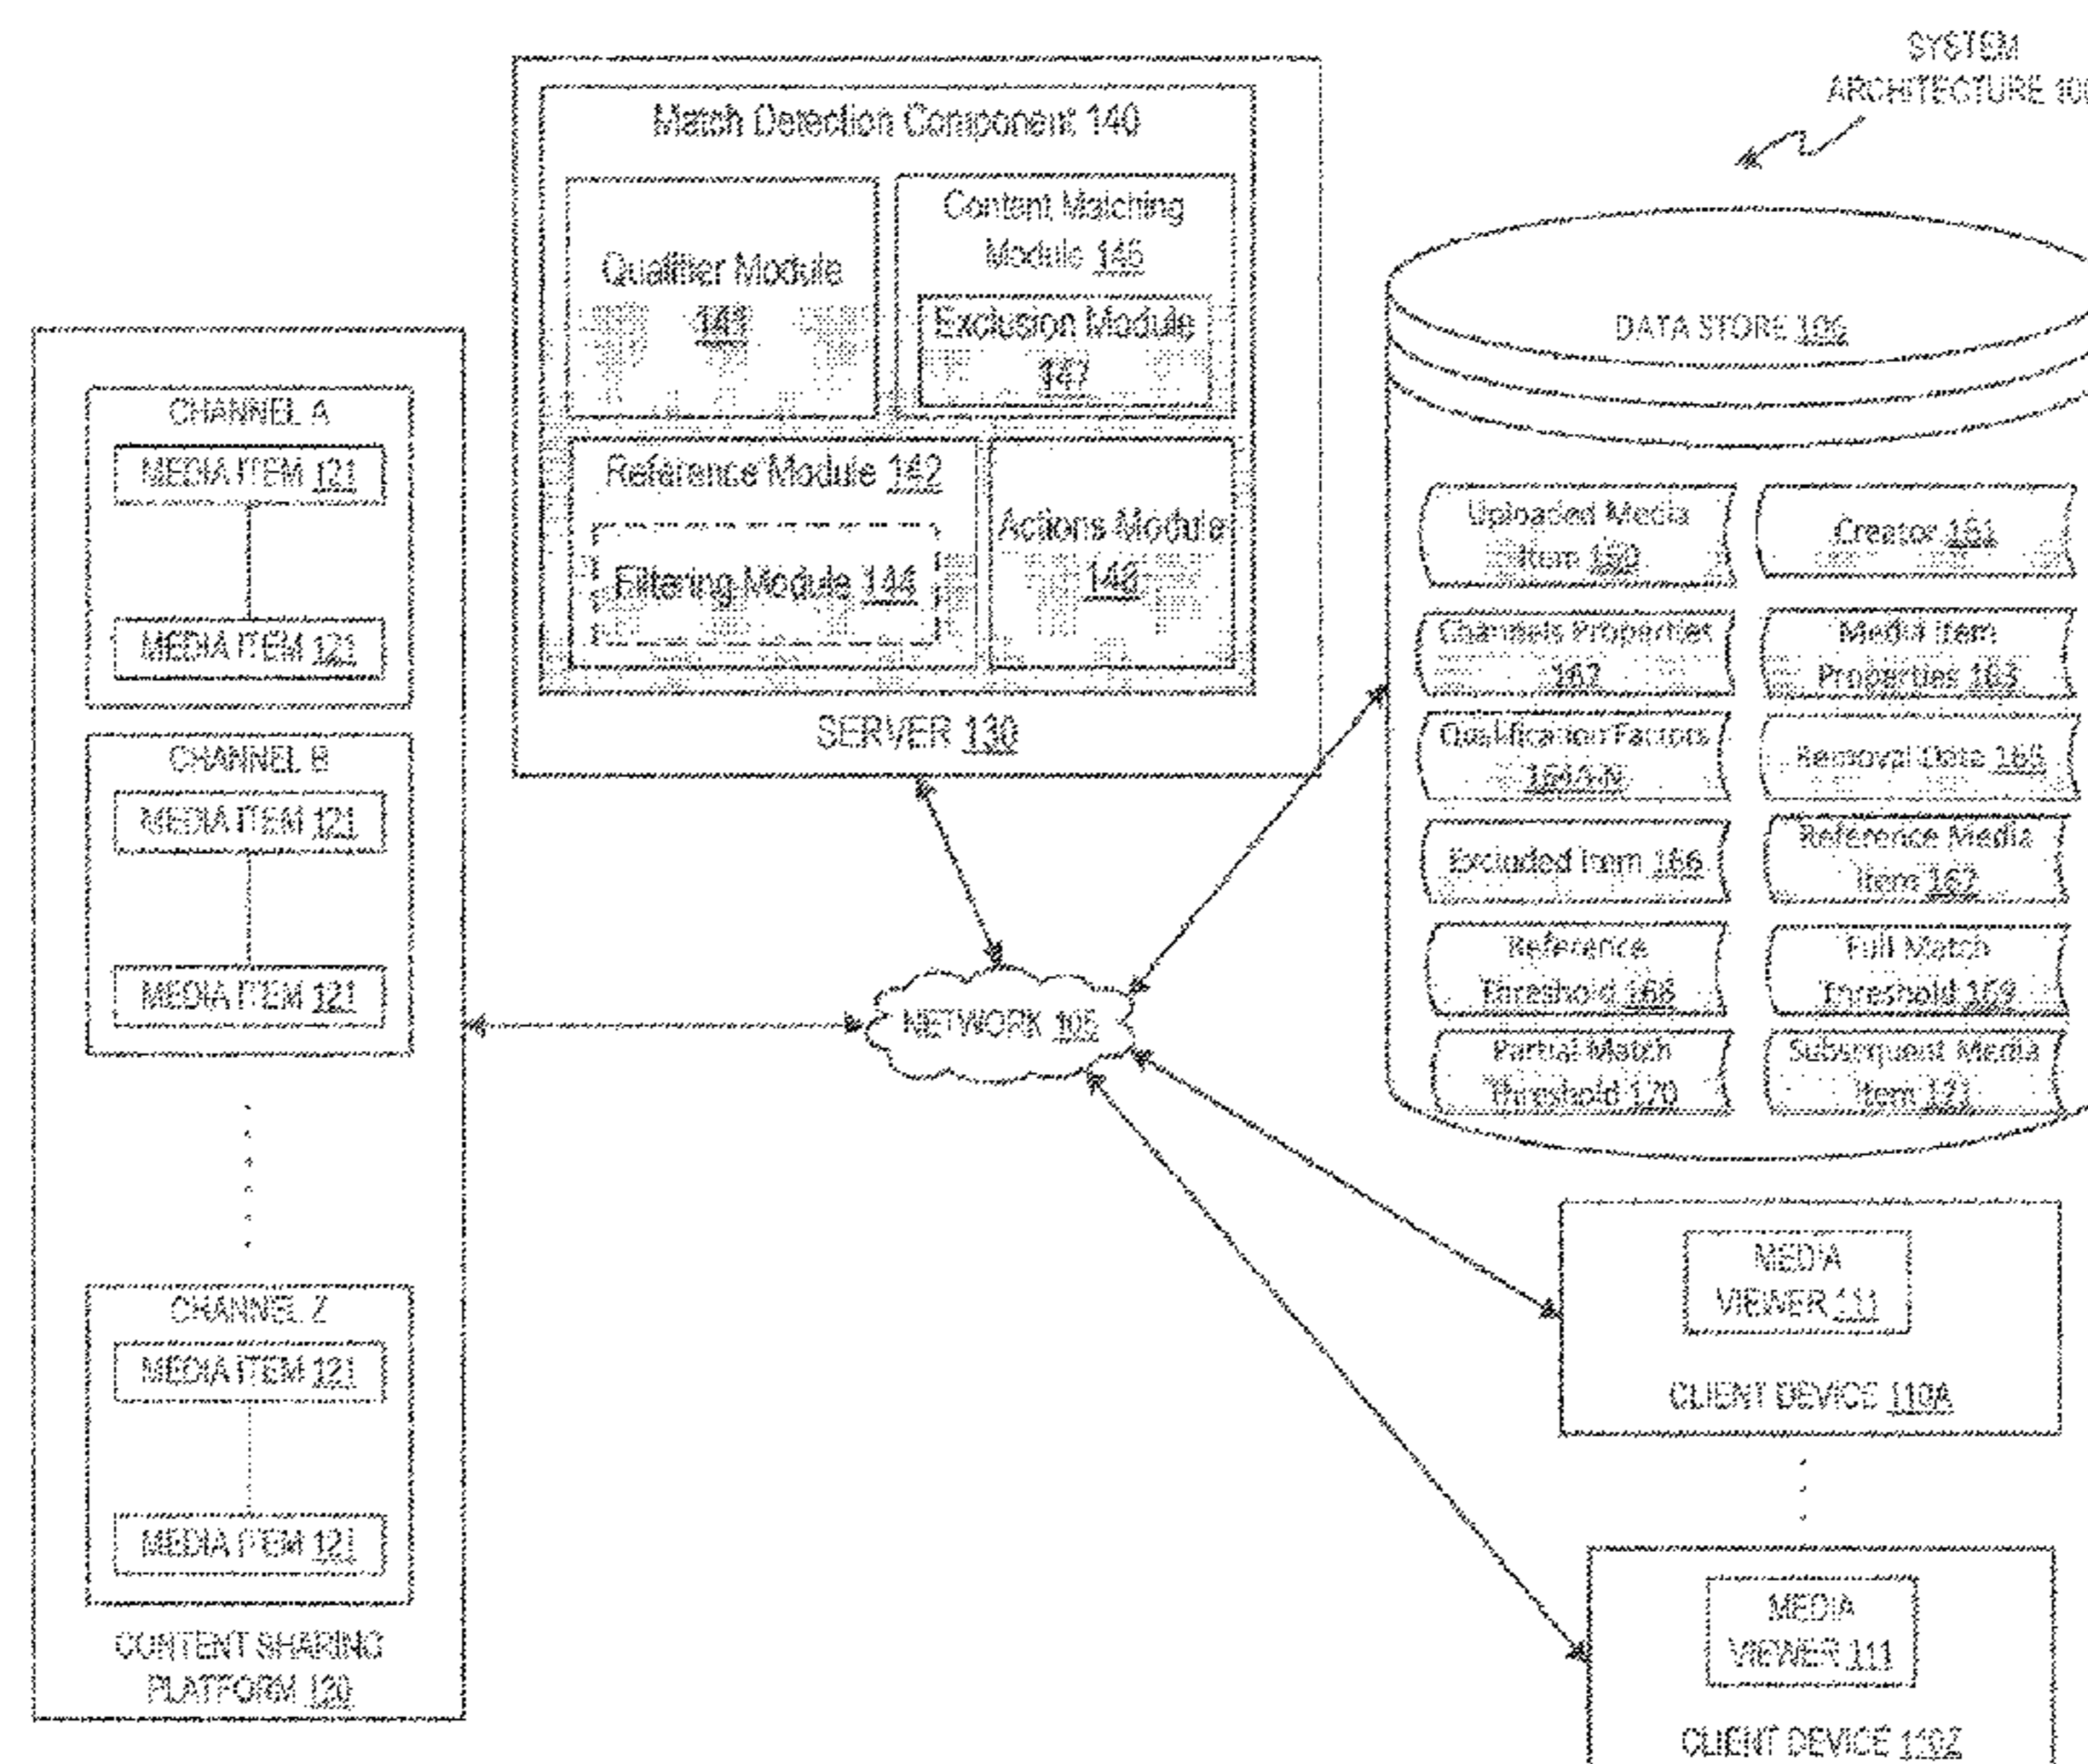 SYSTEM
ARCHITECTURE
Match Detection Component 140
Qualifier Module
141
Content Matching
Module
Exclusion Module
147
Reference Module 142
Filtering Module 144
Actions Module
SERVER 130
CHANNEL A
MEDIA ITEM 121
MEDIA ITEM 121
CHANNEL B
MEDIA ITEM 121
MEDIA ITEM 121
CHANNEL Z
MEDIA ITEM 121
MEDIA ITEM 121
CONTENT SHARING
PLATFORM 120
NETWORK 105
DATA STORE 106
Uploaded Media
Item
Creator 161
Channels Properties
162
Media Item
Properties 163
Qualification Factors
164A-N
Removal Data 165
Excluded Item 166
Reference Media
Item 167
Reference
Threshold 168
Full Match
Threshold 169
Partial Match
Threshold 170
Subsequent Media
Item
MEDIA
VIEWER 111
CLIENT DEVICE 110A
MEDIA
VIEWER 111
CLIENT DEVICE 110Z